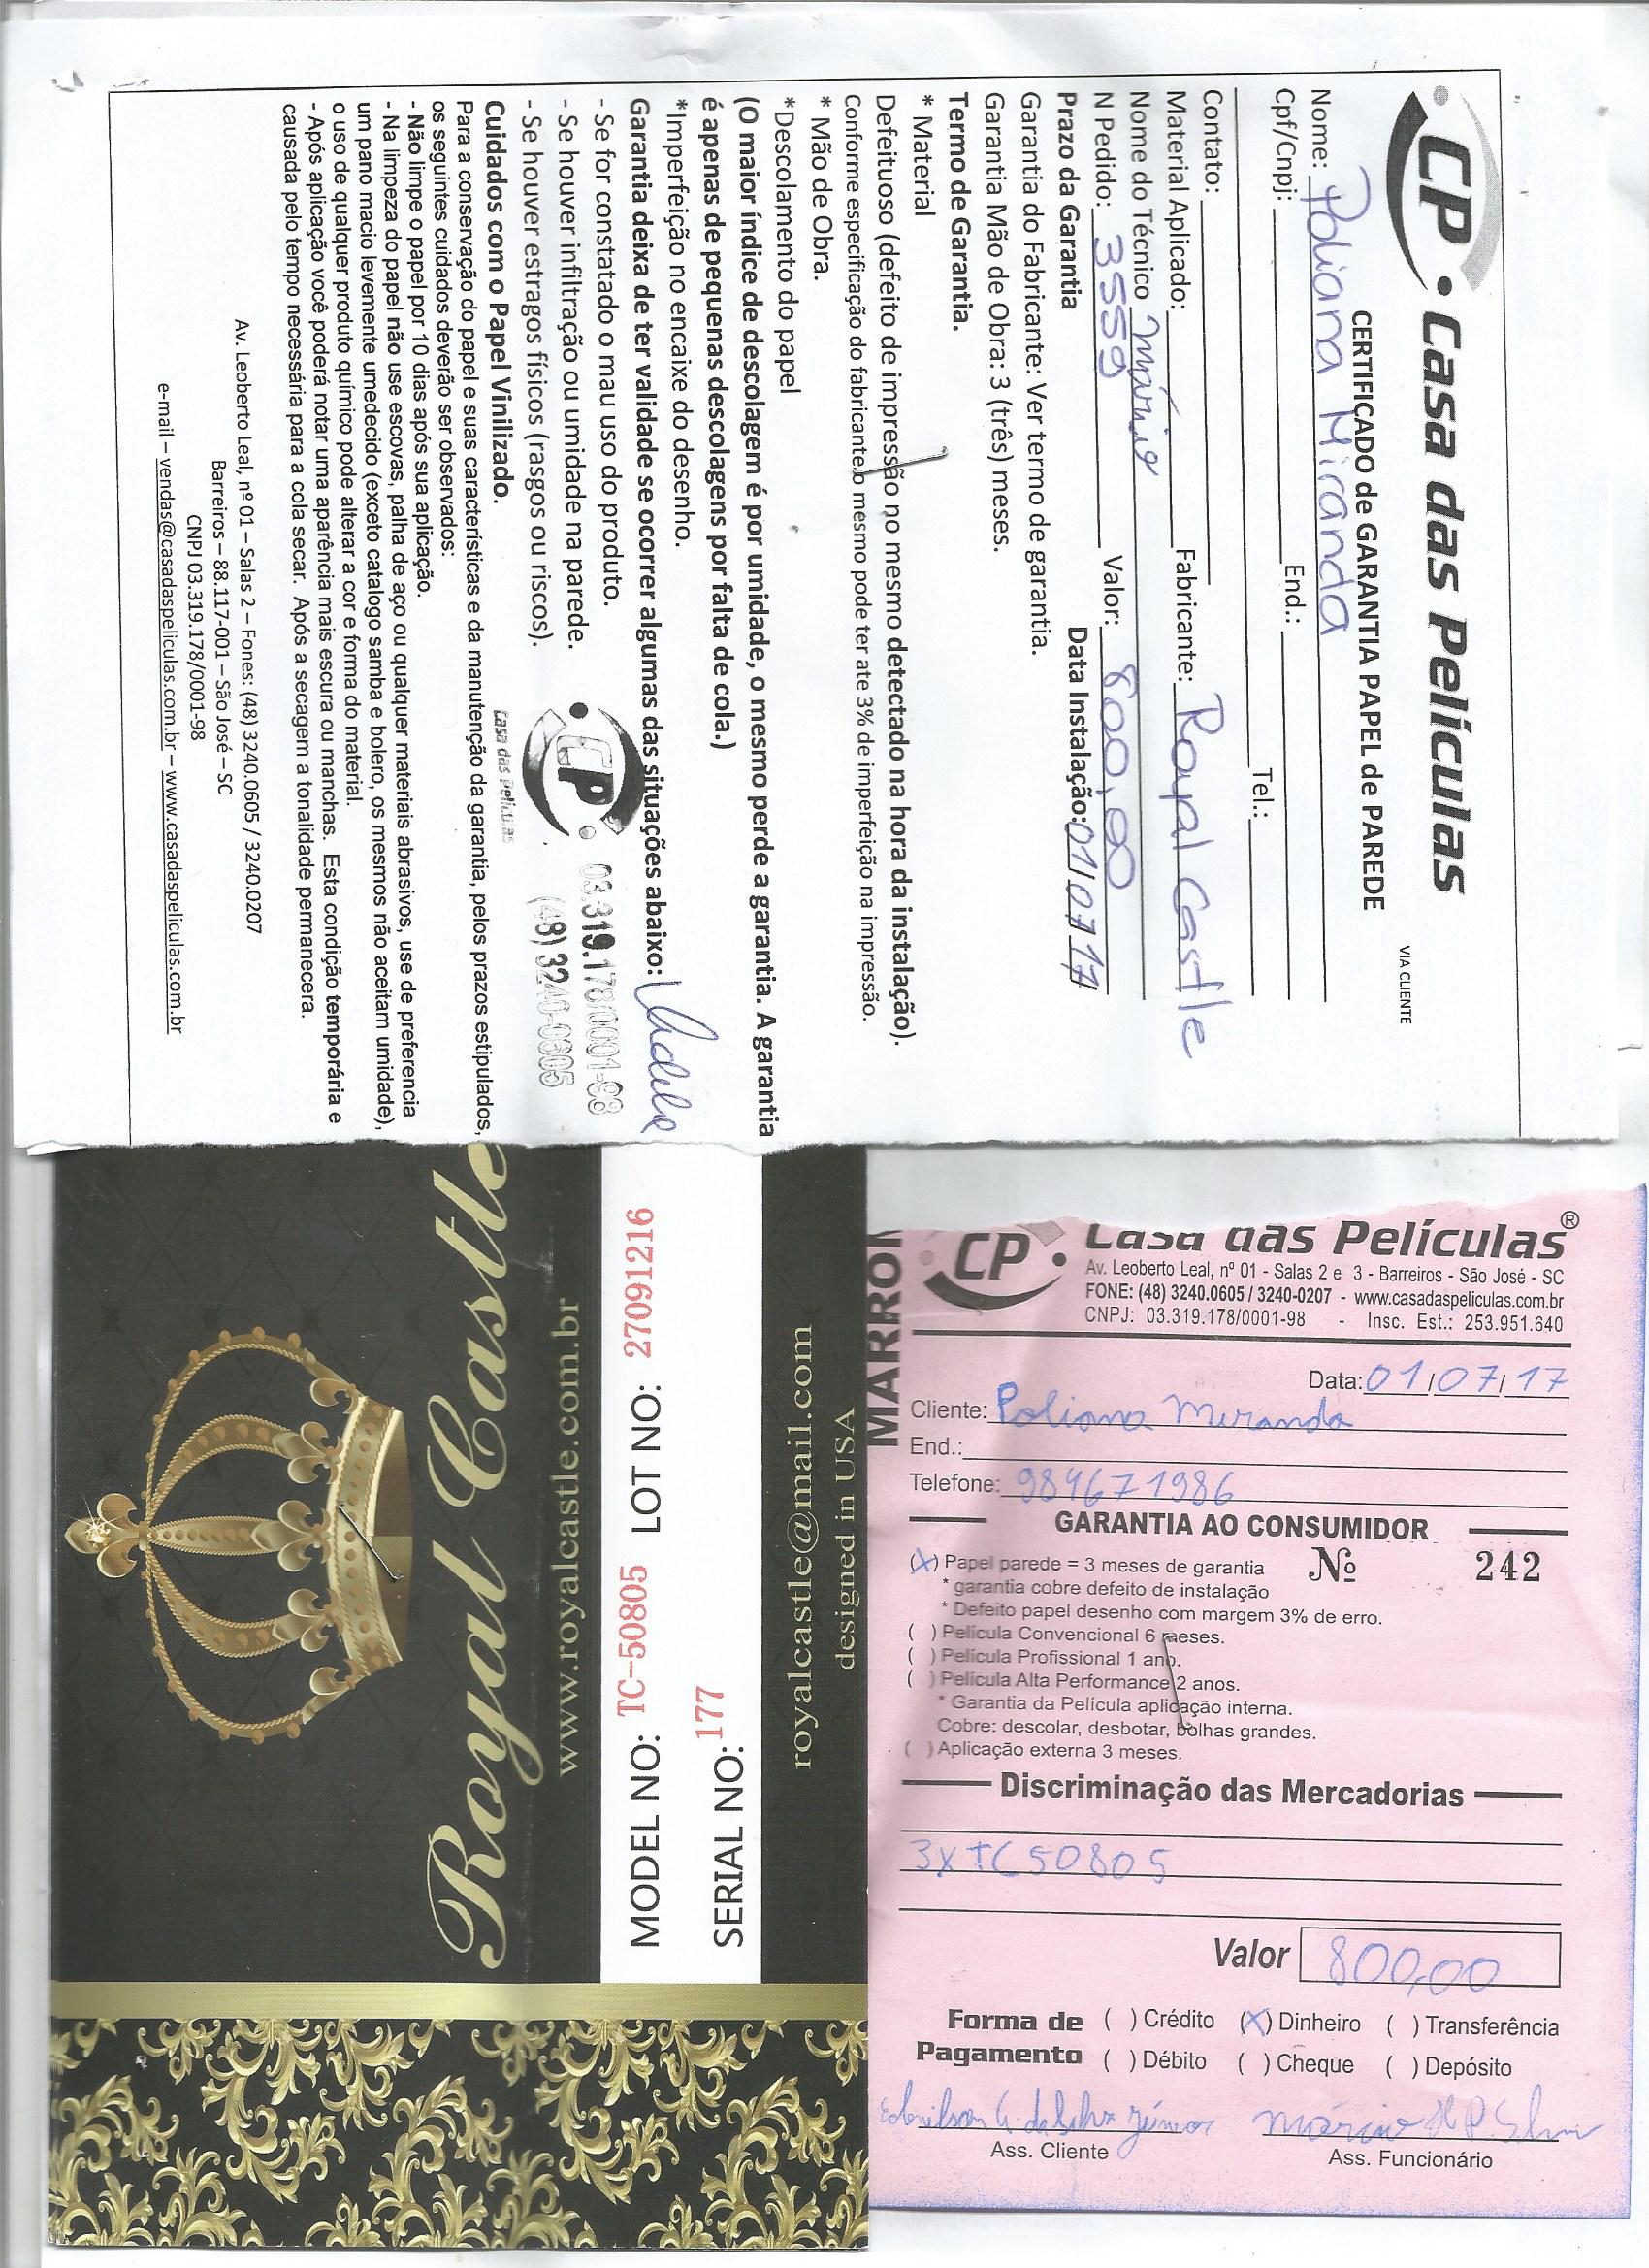 CP Casa das Películas
VIA CLIENTE
CERTIFICADO de GARANTIA PAPEL de PAREDE
Nome: Poliana Miranda
Cpf/Cnpj: End.:
Tel.:
Contato:
Material Aplicado: Fabricante: Royal Castle
Nome do Técnico Márcio
N Pedido: 3559 Valor: 800,00
Prazo da Garantia Data Instalação: 01/07/17
Garantia do Fabricante: Ver termo de garantia.
Garantia Mão de Obra: 3 (três) meses.
Termo de Garantia.
* Material
Defeituoso (defeito de impressão no mesmo detectado na hora da instalação).
Conforme especificação do fabricante,o mesmo pode ter ate 3% de imperfeição na impressão.
* Mão de Obra.
*Descolamento do papel
(O maior índice de descolagem é por umidade, o mesmo perde a garantia. A garantia
é apenas de pequenas descolagens por falta de cola.)
*Imperfeição no encaixe do desenho.
Garantia deixa de ter validade se ocorrer algumas das situações abaixo:
- Se for constatado o mau uso do produto.
- Se houver infiltração ou umidade na parede.
- Se houver estragos físicos (rasgos ou riscos).
CP
Casa das Películas
03.319.178/0001-98
(48) 3240-0605
Cuidados com o Papel Vinilizado.
Para a conservação do papel e suas características e da manutenção da garantia, pelos prazos estipulados,
os seguintes cuidados deverão ser observados:
- Não limpe o papel por 10 dias após sua aplicação.
- Na limpeza do papel não use escovas, palha de aço ou qualquer materiais abrasivos, use de preferencia
um pano macio levemente umedecido (exceto catalogo samba e bolero, os mesmos não aceitam umidade),
o uso de qualquer produto químico pode alterar a cor e forma do material.
- Após aplicação você poderá notar uma aparência mais escura ou manchas. Esta condição temporária e
causada pelo tempo necessária para a cola secar. Após a secagem a tonalidade permanecera.
Av. Leoberto Leal, nº 01 – Salas 2 – Fones: (48) 3240.0605 / 3240.0207
Barreiros – 88.117-001 – São José – SC
CNPJ 03.319.178/0001-98
e-mail – vendas@casadaspeliculas.com.br – www.casadaspeliculas.com.br
Royal Castle
www.royalcastle.com.br
MODEL NO: TC-50805 LOT NO: 27091216
SERIAL NO: 177
royalcastle@mail.com
designed in USA
CP Casa das Películas®
Av. Leoberto Leal, nº 01 - Salas 2 e 3 - Barreiros - São José - SC
FONE: (48) 3240.0605 / 3240-0207 - www.casadaspeliculas.com.br
CNPJ: 03.319.178/0001-98 - Insc. Est.: 253.951.640
Data: 01/07/17
Cliente: Poliana Miranda
End.:
Telefone: 984671986
GARANTIA AO CONSUMIDOR
(X) Papel parede = 3 meses de garantia Nº 242
* garantia cobre defeito de instalação
* Defeito papel desenho com margem 3% de erro.
( ) Película Convencional 6 meses.
( ) Película Profissional 1 ano.
( ) Película Alta Performance 2 anos.
* Garantia da Película aplicação interna.
Cobre: descolar, desbotar, bolhas grandes.
( ) Aplicação externa 3 meses.
Discriminação das Mercadorias
3x TC50805
Valor 800,00
Forma de Pagamento
( ) Crédito (X) Dinheiro ( ) Transferência
( ) Débito ( ) Cheque ( ) Depósito
Edenilson G. da Silva Júnior Márcio H P. Silva
Ass. Cliente Ass. Funcionário